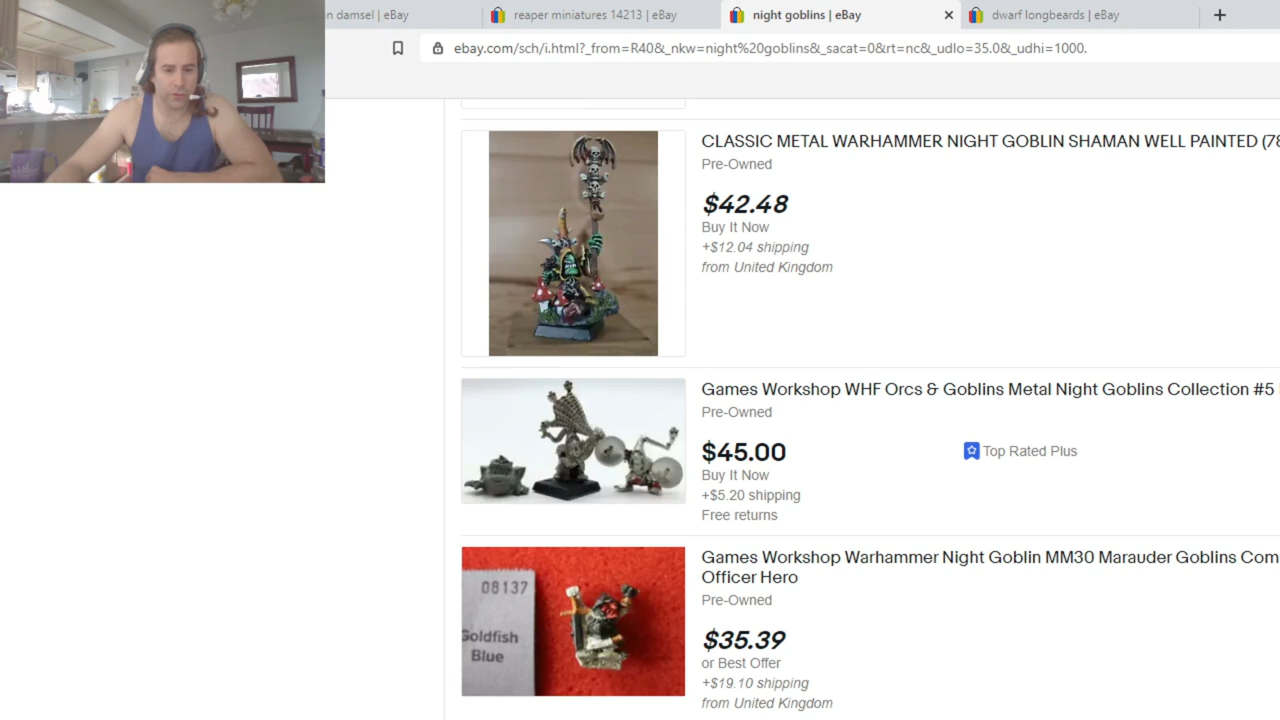 n damsel | eBay
reaper miniatures 14213 | eBay
night goblins | eBay
dwarf longbeards | eBay
ebay.com/sch/i.html?_from=R40&_nkw=night%20goblins&_sacat=0&rt=nc&_udlo=35.0&_udhi=1000.
CLASSIC METAL WARHAMMER NIGHT GOBLIN SHAMAN WELL PAINTED (78
Pre-Owned
$42.48
Buy It Now
+$12.04 shipping
from United Kingdom
Games Workshop WHF Orcs & Goblins Metal Night Goblins Collection #5
Pre-Owned
$45.00
Top Rated Plus
Buy It Now
+$5.20 shipping
Free returns
08137
Goldfish
Blue
Games Workshop Warhammer Night Goblin MM30 Marauder Goblins Com
Officer Hero
Pre-Owned
$35.39
or Best Offer
+$19.10 shipping
from United Kingdom